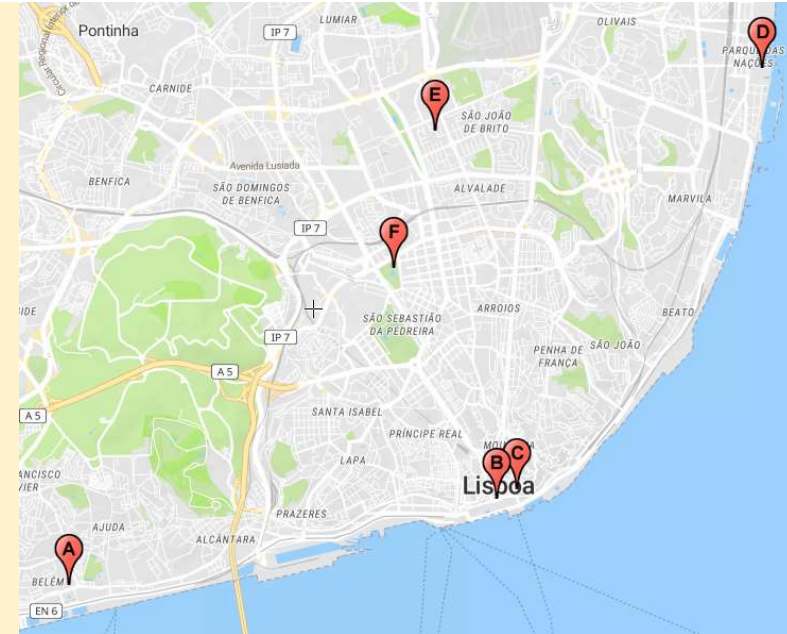 LUMIAR
OLIVAIS
Pontinha
IP 7
D
PARQUE DAS
NAÇÕES
CARNIDE
E
SÃO JOÃO
DE BRITO
Avenida Lusíada
BENFICA
SÃO DOMINGOS
DE BENFICA
ALVALADE
MARVILA
IP 7
F
ARROIOS
BEATO
SÃO SEBASTIÃO
DA PEDREIRA
IP 7
PENHA DE
FRANÇA
SÃO JOÃO
A 5
A 5
SANTA ISABEL
PRÍNCIPE REAL
LAPA
B
C
Lisboa
PRAZERES
AJUDA
ALCÂNTARA
A
BELÉM
EN 6